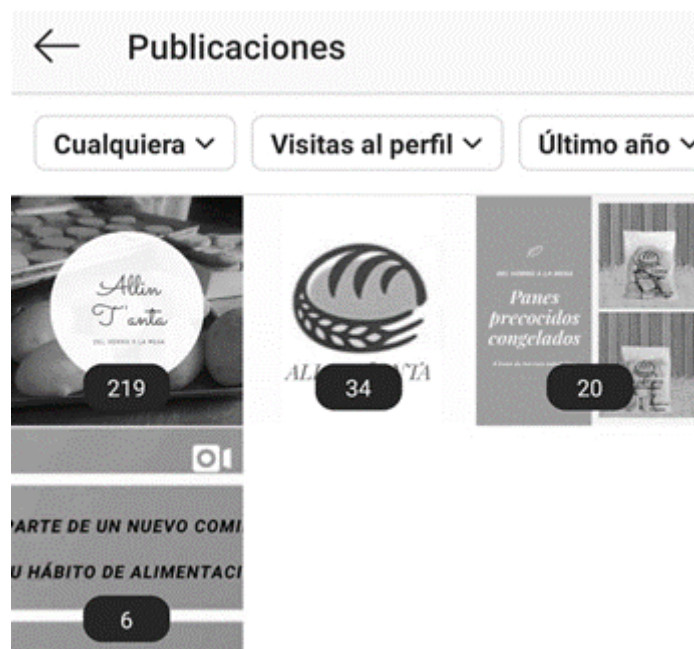 Publicaciones
Cualquiera
Visitas al perfil
Último año
Allin
T'anta
DEL HORNO A LA MESA
219
34
DEL HORNO A LA MESA
Panes
precocidos
congelados
20
PARTE DE UN NUEVO COMI
U HÁBITO DE ALIMENTACI
6